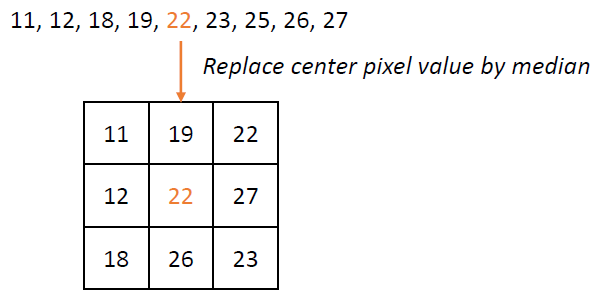 11, 12, 18, 19, 22, 23, 25, 26, 27
Replace center pixel value by median
11 19 22
12 22 27
18 26 23